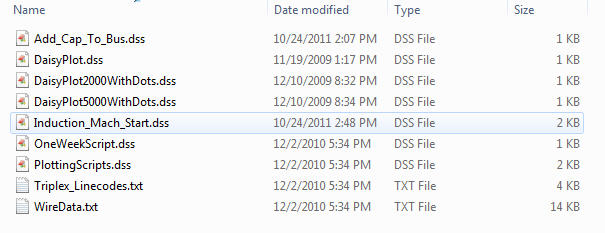 Name Date modified Type Size
Add_Cap_To_Bus.dss 10/24/2011 2:07 PM DSS File 1 KB
DaisyPlot.dss 11/19/2009 1:17 PM DSS File 1 KB
DaisyPlot2000WithDots.dss 12/10/2009 8:32 PM DSS File 1 KB
DaisyPlot5000WithDots.dss 12/10/2009 8:34 PM DSS File 1 KB
Induction_Mach_Start.dss 10/24/2011 2:48 PM DSS File 2 KB
OneWeekScript.dss 12/2/2010 5:34 PM DSS File 1 KB
PlottingScripts.dss 12/2/2010 5:34 PM DSS File 2 KB
Triplex_Linecodes.txt 12/2/2010 5:34 PM TXT File 4 KB
WireData.txt 12/2/2010 5:34 PM TXT File 14 KB